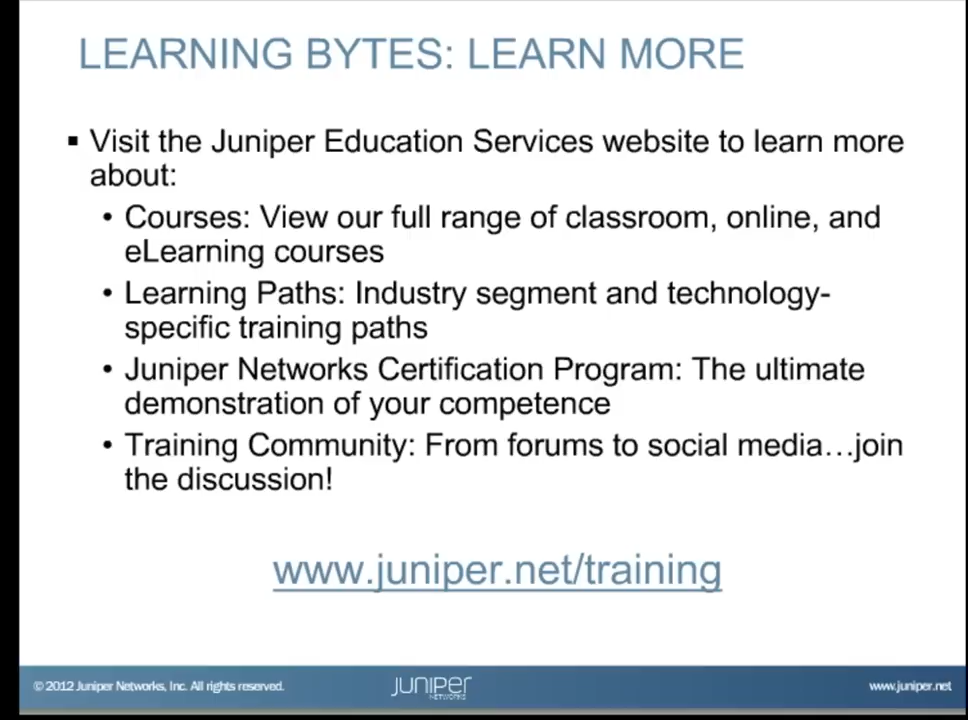 LEARNING BYTES: LEARN MORE
▪ Visit the Juniper Education Services website to learn more
about:
• Courses: View our full range of classroom, online, and
eLearning courses
• Learning Paths: Industry segment and technology-
specific training paths
• Juniper Networks Certification Program: The ultimate
demonstration of your competence
• Training Community: From forums to social media…join
the discussion!
www.juniper.net/training
© 2012 Juniper Networks, Inc. All rights reserved.
JUNIPER
NETWORKS
www.juniper.net